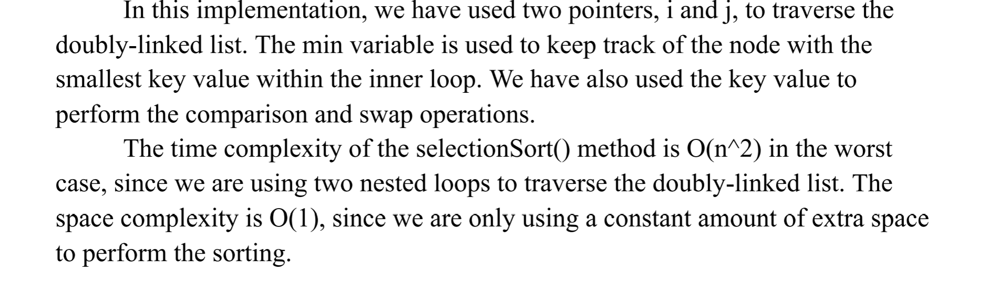 In this implementation, we have used two pointers, i and j, to traverse the
doubly-linked list. The min variable is used to keep track of the node with the
smallest key value within the inner loop. We have also used the key value to
perform the comparison and swap operations.
The time complexity of the selectionSort() method is O(n^2) in the worst
case, since we are using two nested loops to traverse the doubly-linked list. The
space complexity is O(1), since we are only using a constant amount of extra space
to perform the sorting.